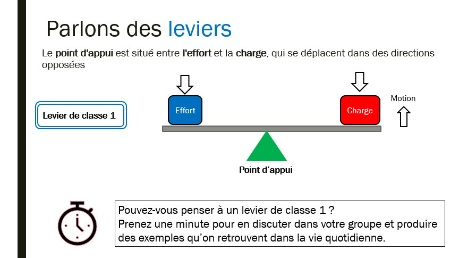 Parlons des leviers
Le point d'appui est situé entre l'effort et la charge, qui se déplacent dans des directions
opposées
Effort
Charge
Motion
Levier de classe 1
Point d'appui
Pouvez-vous penser à un levier de classe 1 ?
Prenez une minute pour en discuter dans votre groupe et produire
des exemples qu'on retrouvent dans la vie quotidienne.